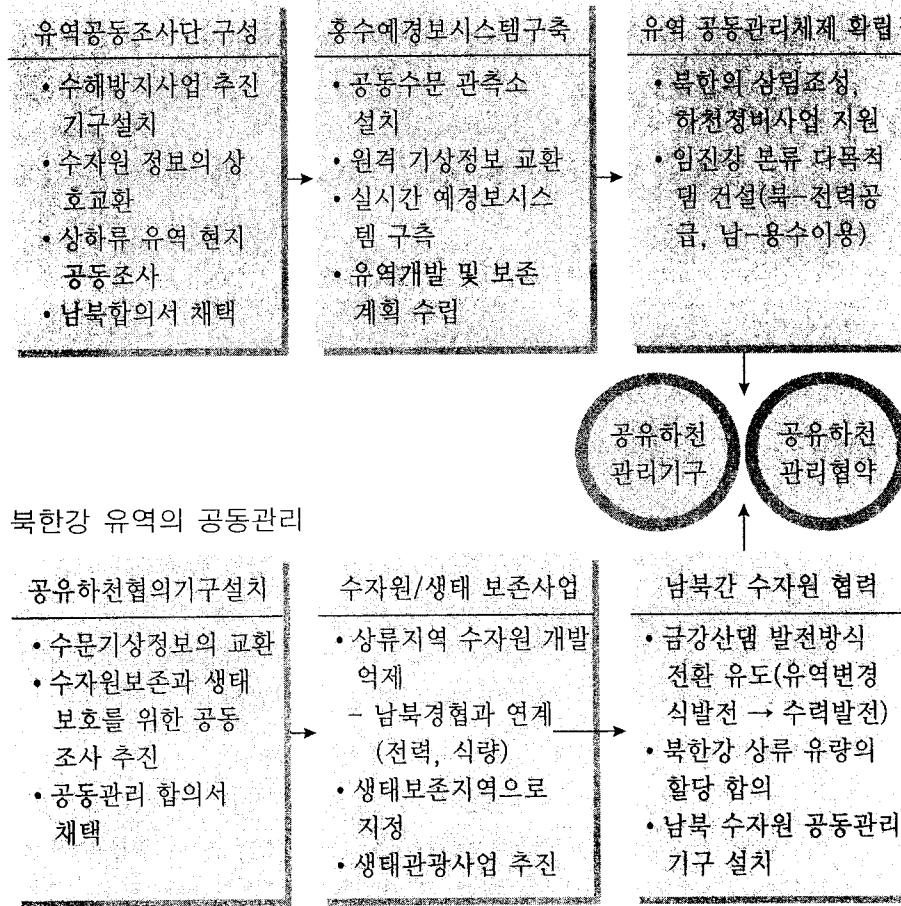 유역공동조사단 구성
• 수해방지사업 추진
기구설치
• 수자원 정보의 상
호교환
• 상하류 유역 현지
공동조사
• 남북합의서 채택
홍수예경보시스템구축
• 공동수문 관측소
설치
• 원격 기상정보 교환
• 실시간 예경보시스
템 구축
• 유역개발 및 보존
계획 수립
유역 공동관리체제 확립
• 북한의 삼림조성,
하천정비사업 지원
• 임진강 본류 다목적
댐 건설(북–전력공
급, 남–용수이용)
공유하천
관리기구
공유하천
관리협약
북한강 유역의 공동관리
공유하천협의기구설치
• 수문기상정보의 교환
• 수자원보존과 생태
보호를 위한 공동
조사 추진
• 공동관리 합의서
채택
수자원/생태 보존사업
• 상류지역 수자원 개발
억제
– 남북경협과 연계
(전력, 식량)
• 생태보존지역으로
지정
• 생태관광사업 추진
남북간 수자원 협력
• 금강산댐 발전방식
전환 유도(유역변경
식발전 → 수력발전)
• 북한강 상류 유량의
할당 합의
• 남북 수자원 공동관리
기구 설치